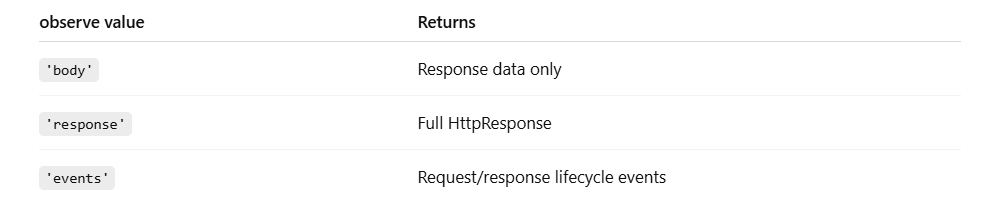 observe value Returns
'body' Response data only
'response' Full HttpResponse
'events' Request/response lifecycle events